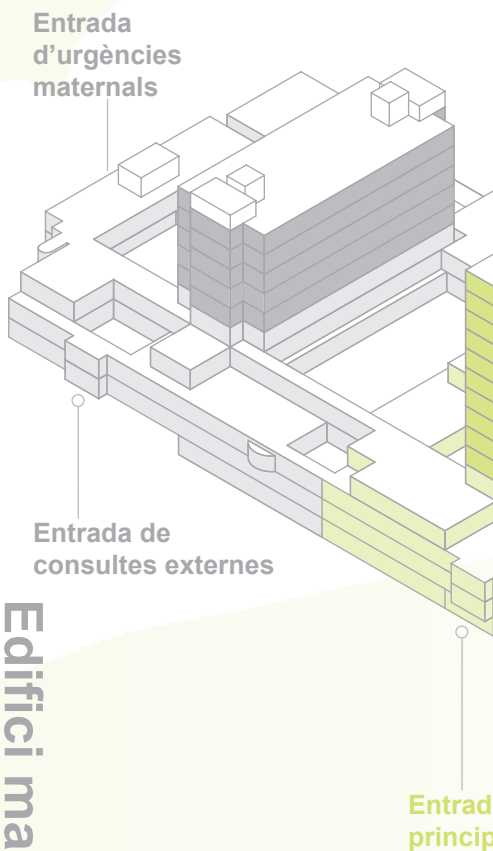 Entrada
d’urgències
maternals
Entrada de
consultes externes
Edifici ma
Entrad
princip